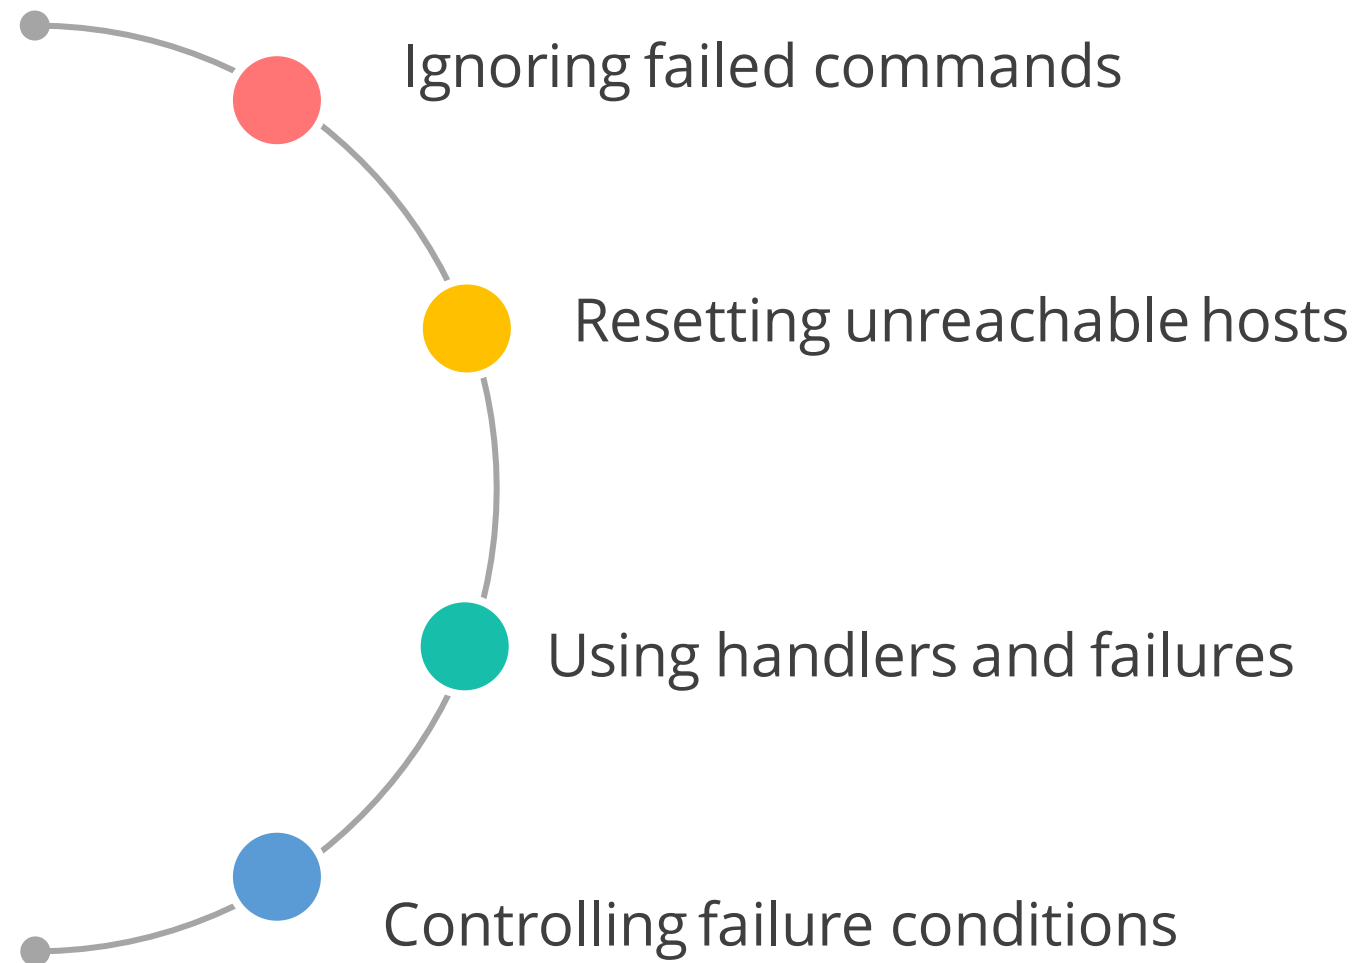 Ignoring failed commands
Resetting unreachable hosts
Using handlers and failures
Controlling failure conditions